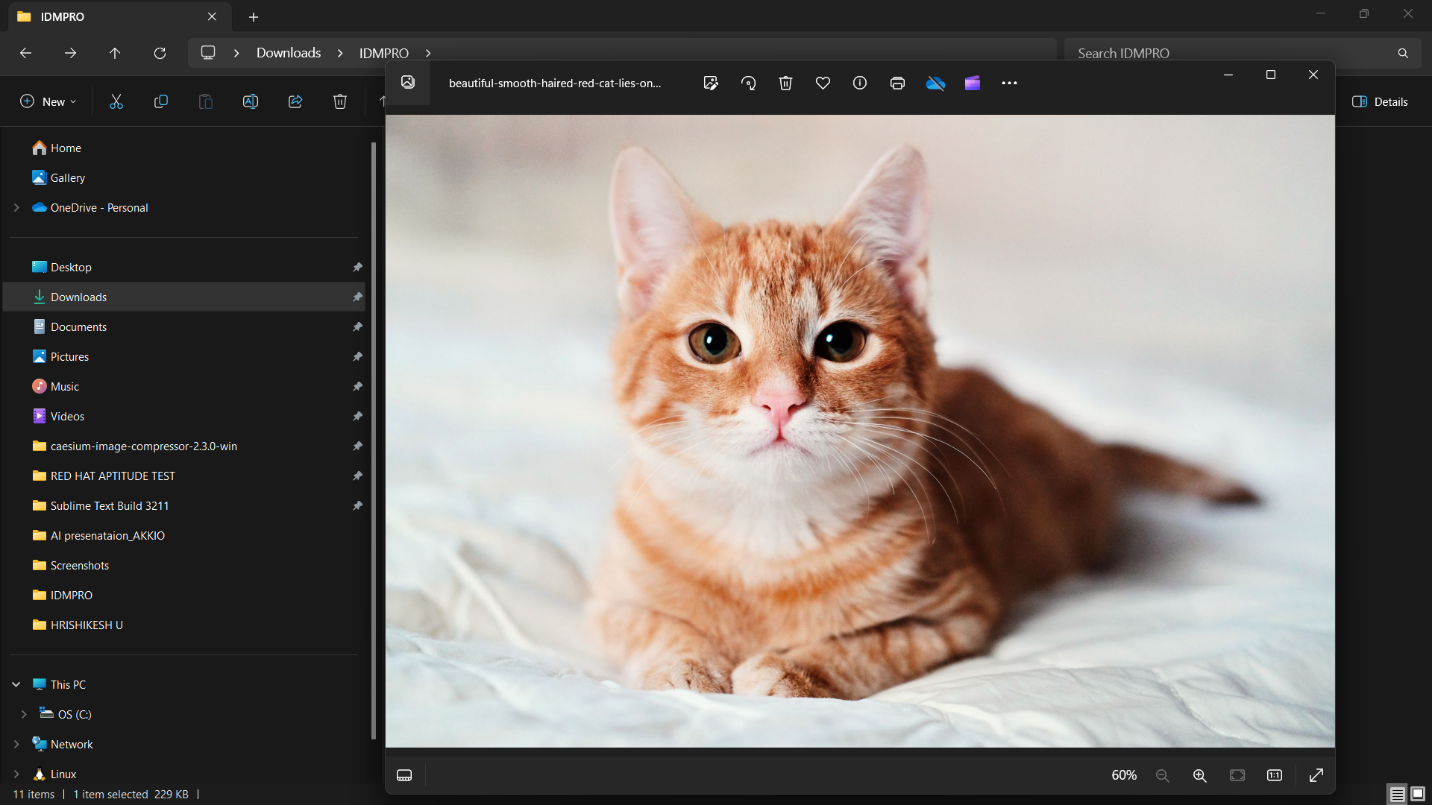 IDMPRO
Downloads
IDMPRO
Search IDMPRO
beautiful-smooth-haired-red-cat-lies-on...
New
Details
Home
Gallery
OneDrive - Personal
Desktop
Downloads
Documents
Pictures
Music
Videos
caesium-image-compressor-2.3.0-win
RED HAT APTITUDE TEST
Sublime Text Build 3211
AI presenataion_AKKIO
Screenshots
IDMPRO
HRISHIKESH U
This PC
OS (C:)
Network
Linux
60%
1:1
11 items
1 item selected 229 KB